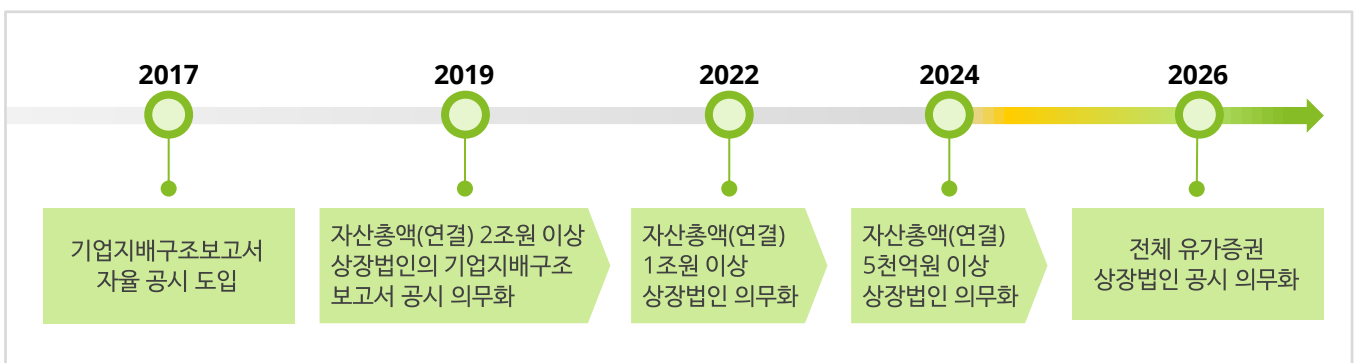 2017
2019
2022
2024
2026
기업지배구조보고서
자율 공시 도입
자산총액(연결) 2조원 이상
상장법인의 기업지배구조
보고서 공시 의무화
자산총액(연결)
1조원 이상
상장법인 의무화
자산총액(연결)
5천억원 이상
상장법인 의무화
전체 유가증권
상장법인 공시 의무화